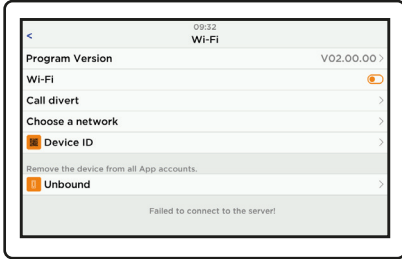 09:32
<
Wi-Fi
Program Version V02.00.00 >
Wi-Fi
Call divert >
Choose a network >
Device ID >
Remove the device from all App accounts.
Unbound >
Failed to connect to the server!